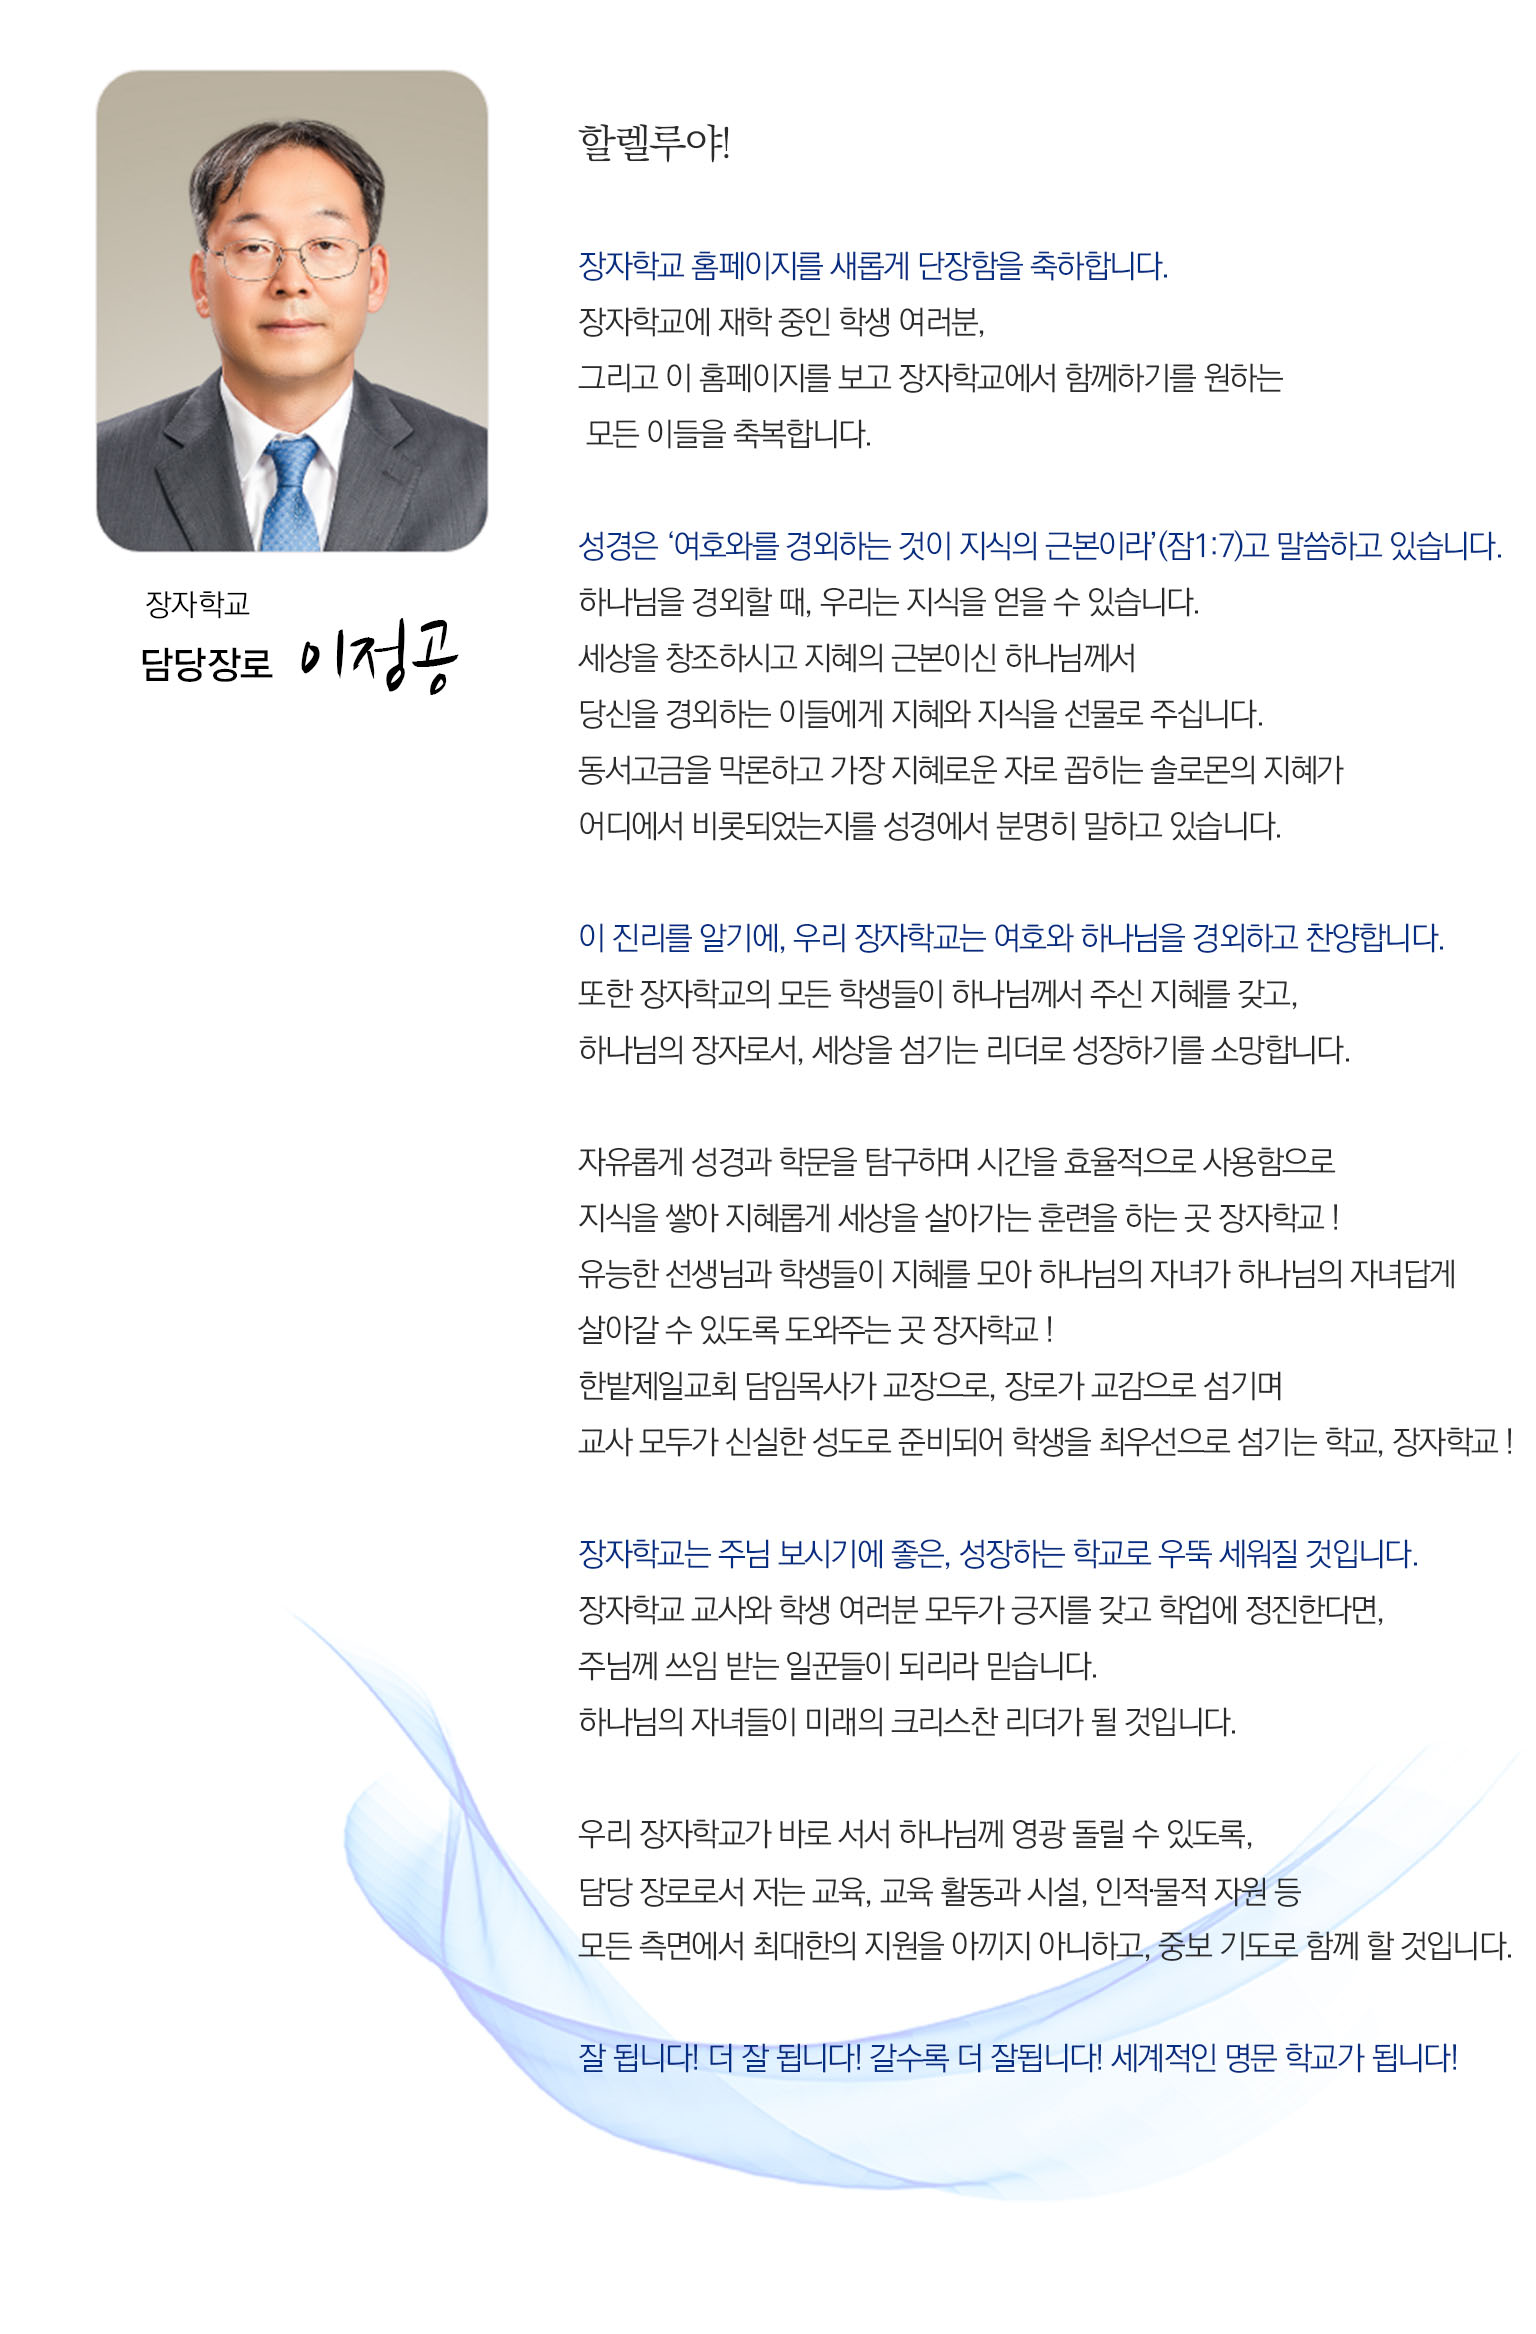 할렐루야!
장자학교 홈페이지를 새롭게 단장함을 축하합니다.
장자학교에 재학 중인 학생 여러분,
그리고 이 홈페이지를 보고 장자학교에서 함께하기를 원하는
모든 이들을 축복합니다.
성경은 ‘여호와를 경외하는 것이 지식의 근본이라’(잠1:7)고 말씀하고 있습니다.
하나님을 경외할 때, 우리는 지식을 얻을 수 있습니다.
세상을 창조하시고 지혜의 근본이신 하나님께서
당신을 경외하는 이들에게 지혜와 지식을 선물로 주십니다.
동서고금을 막론하고 가장 지혜로운 자로 꼽히는 솔로몬의 지혜가
어디에서 비롯되었는지를 성경에서 분명히 말하고 있습니다.
이 진리를 알기에, 우리 장자학교는 여호와 하나님을 경외하고 찬양합니다.
또한 장자학교의 모든 학생들이 하나님께서 주신 지혜를 갖고,
하나님의 장자로서, 세상을 섬기는 리더로 성장하기를 소망합니다.
자유롭게 성경과 학문을 탐구하며 시간을 효율적으로 사용함으로
지식을 쌓아 지혜롭게 세상을 살아가는 훈련을 하는 곳 장자학교 !
유능한 선생님과 학생들이 지혜를 모아 하나님의 자녀가 하나님의 자녀답게
살아갈 수 있도록 도와주는 곳 장자학교 !
한밭제일교회 담임목사가 교장으로, 장로가 교감으로 섬기며
교사 모두가 신실한 성도로 준비되어 학생을 최우선으로 섬기는 학교, 장자학교 !
장자학교는 주님 보시기에 좋은, 성장하는 학교로 우뚝 세워질 것입니다.
장자학교 교사와 학생 여러분 모두가 긍지를 갖고 학업에 정진한다면,
주님께 쓰임 받는 일꾼들이 되리라 믿습니다.
하나님의 자녀들이 미래의 크리스찬 리더가 될 것입니다.
우리 장자학교가 바로 서서 하나님께 영광 돌릴 수 있도록,
담당 장로로서 저는 교육, 교육 활동과 시설, 인적·물적 자원 등
모든 측면에서 최대한의 지원을 아끼지 아니하고, 중보 기도로 함께 할 것입니다.
잘 됩니다! 더 잘 됩니다! 갈수록 더 잘됩니다! 세계적인 명문 학교가 됩니다!
장자학교
담당장로 이정공